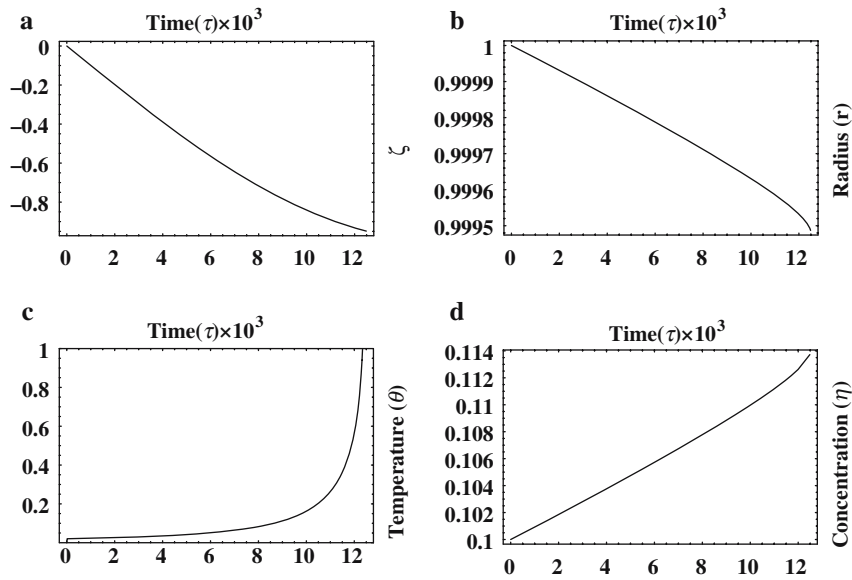 a
Time(τ)×10³
0
−0.2
−0.4
−0.6
−0.8
0 2 4 6 8 10 12
ζ
b
Time(τ)×10³
1
0.9999
0.9998
0.9997
0.9996
0.9995
0 2 4 6 8 10 12
Radius (r)
c
Time(τ)×10³
1
0.8
0.6
0.4
0.2
0 2 4 6 8 10 12
Temperature (θ)
d
Time(τ)×10³
0.114
0.112
0.11
0.108
0.106
0.104
0.102
0.1
0 2 4 6 8 10 12
Concentration (η)